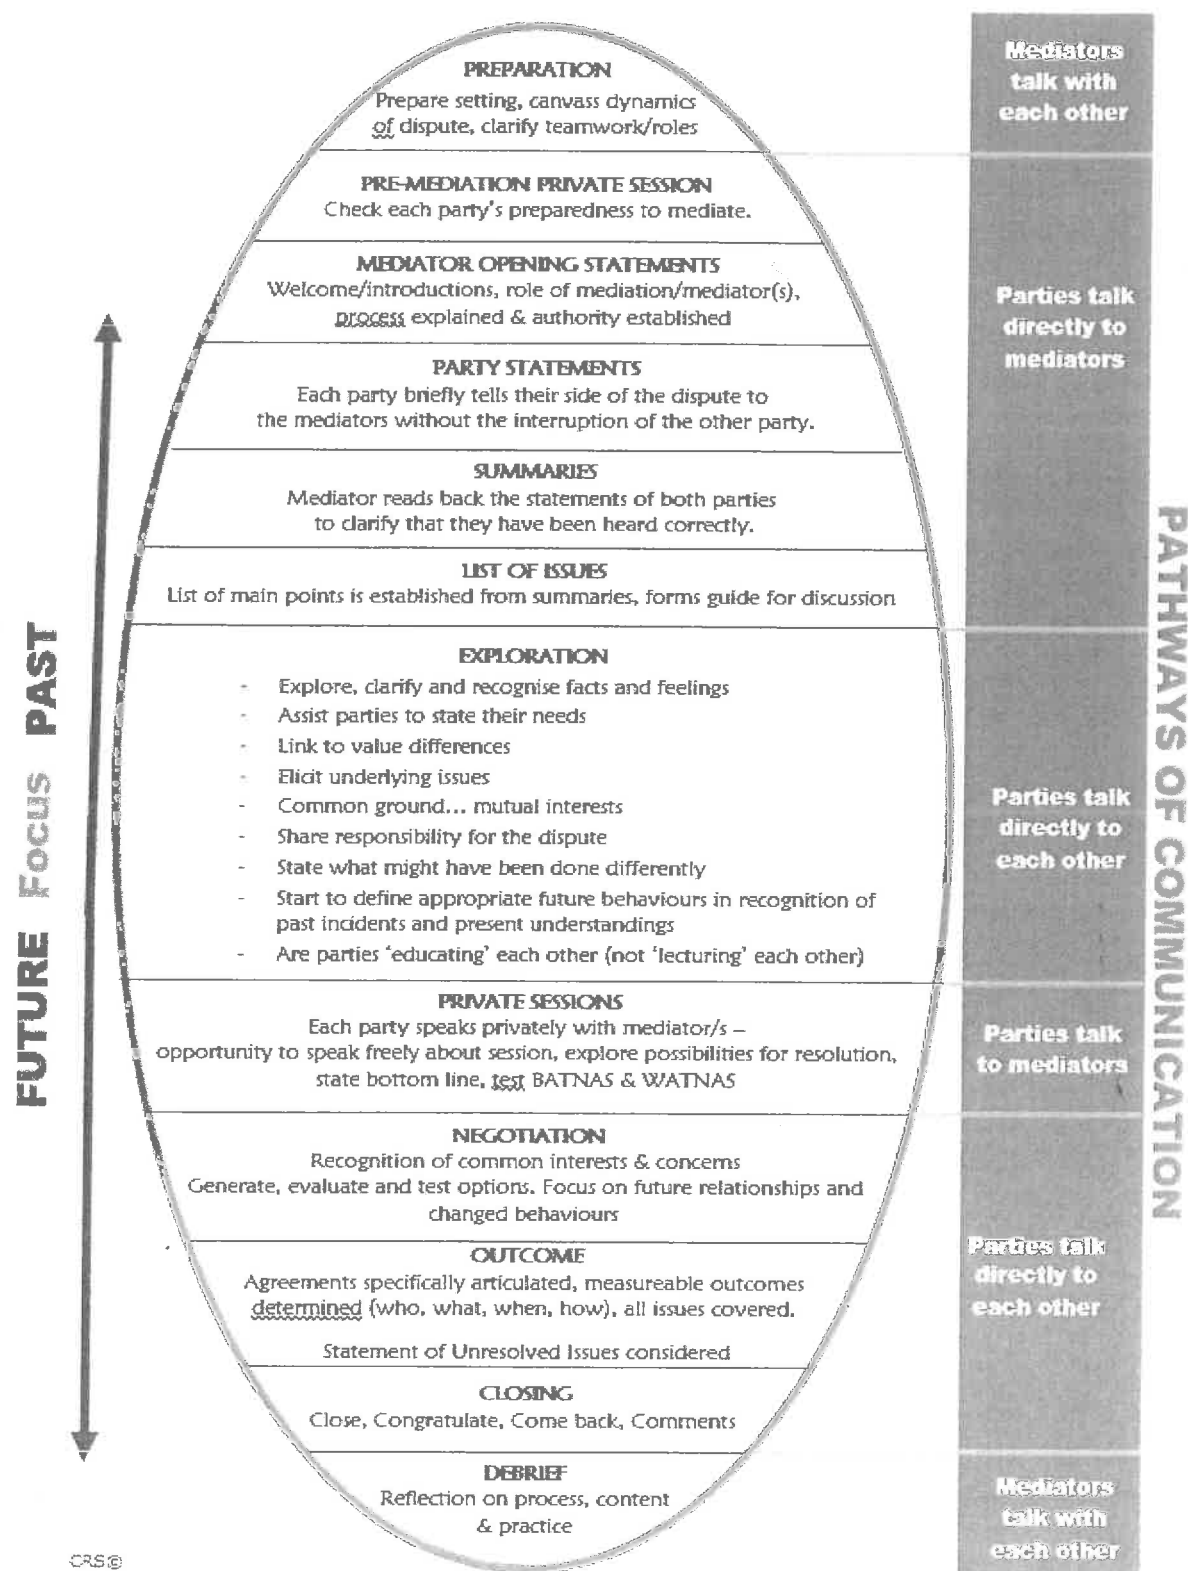 PREPARATION
Prepare setting, canvass dynamics
of dispute, clarify teamwork/roles
PRE-MEDIATION PRIVATE SESSION
Check each party's preparedness to mediate.
MEDIATOR OPENING STATEMENTS
Welcome/introductions, role of mediation/mediator(s),
process explained & authority established
PARTY STATEMENTS
Each party briefly tells their side of the dispute to
the mediators without the interruption of the other party.
SUMMARIES
Mediator reads back the statements of both parties
to clarify that they have been heard correctly.
LIST OF ISSUES
List of main points is established from summaries, forms guide for discussion
EXPLORATION
- Explore, clarify and recognise facts and feelings
- Assist parties to state their needs
- Link to value differences
- Elicit underlying issues
- Common ground... mutual interests
- Share responsibility for the dispute
- State what might have been done differently
- Start to define appropriate future behaviours in recognition of
past incidents and present understandings
- Are parties 'educating' each other (not 'lecturing' each other)
PRIVATE SESSIONS
Each party speaks privately with mediator/s –
opportunity to speak freely about session, explore possibilities for resolution,
state bottom line, test BATNAS & WATNAS
NEGOTIATION
Recognition of common interests & concerns
Generate, evaluate and test options. Focus on future relationships and
changed behaviours
OUTCOME
Agreements specifically articulated, measureable outcomes
determined (who, what, when, how), all issues covered.
Statement of Unresolved Issues considered
CLOSING
Close, Congratulate, Come back, Comments
DEBRIEF
Reflection on process, content
& practice
FUTURE Focus PAST
Mediators
talk with
each other
Parties talk
directly to
mediators
Parties talk
directly to
each other
Parties talk
to mediators
Parties talk
directly to
each other
Mediators
talk with
each other
PATHWAYS OF COMMUNICATION
CRS©